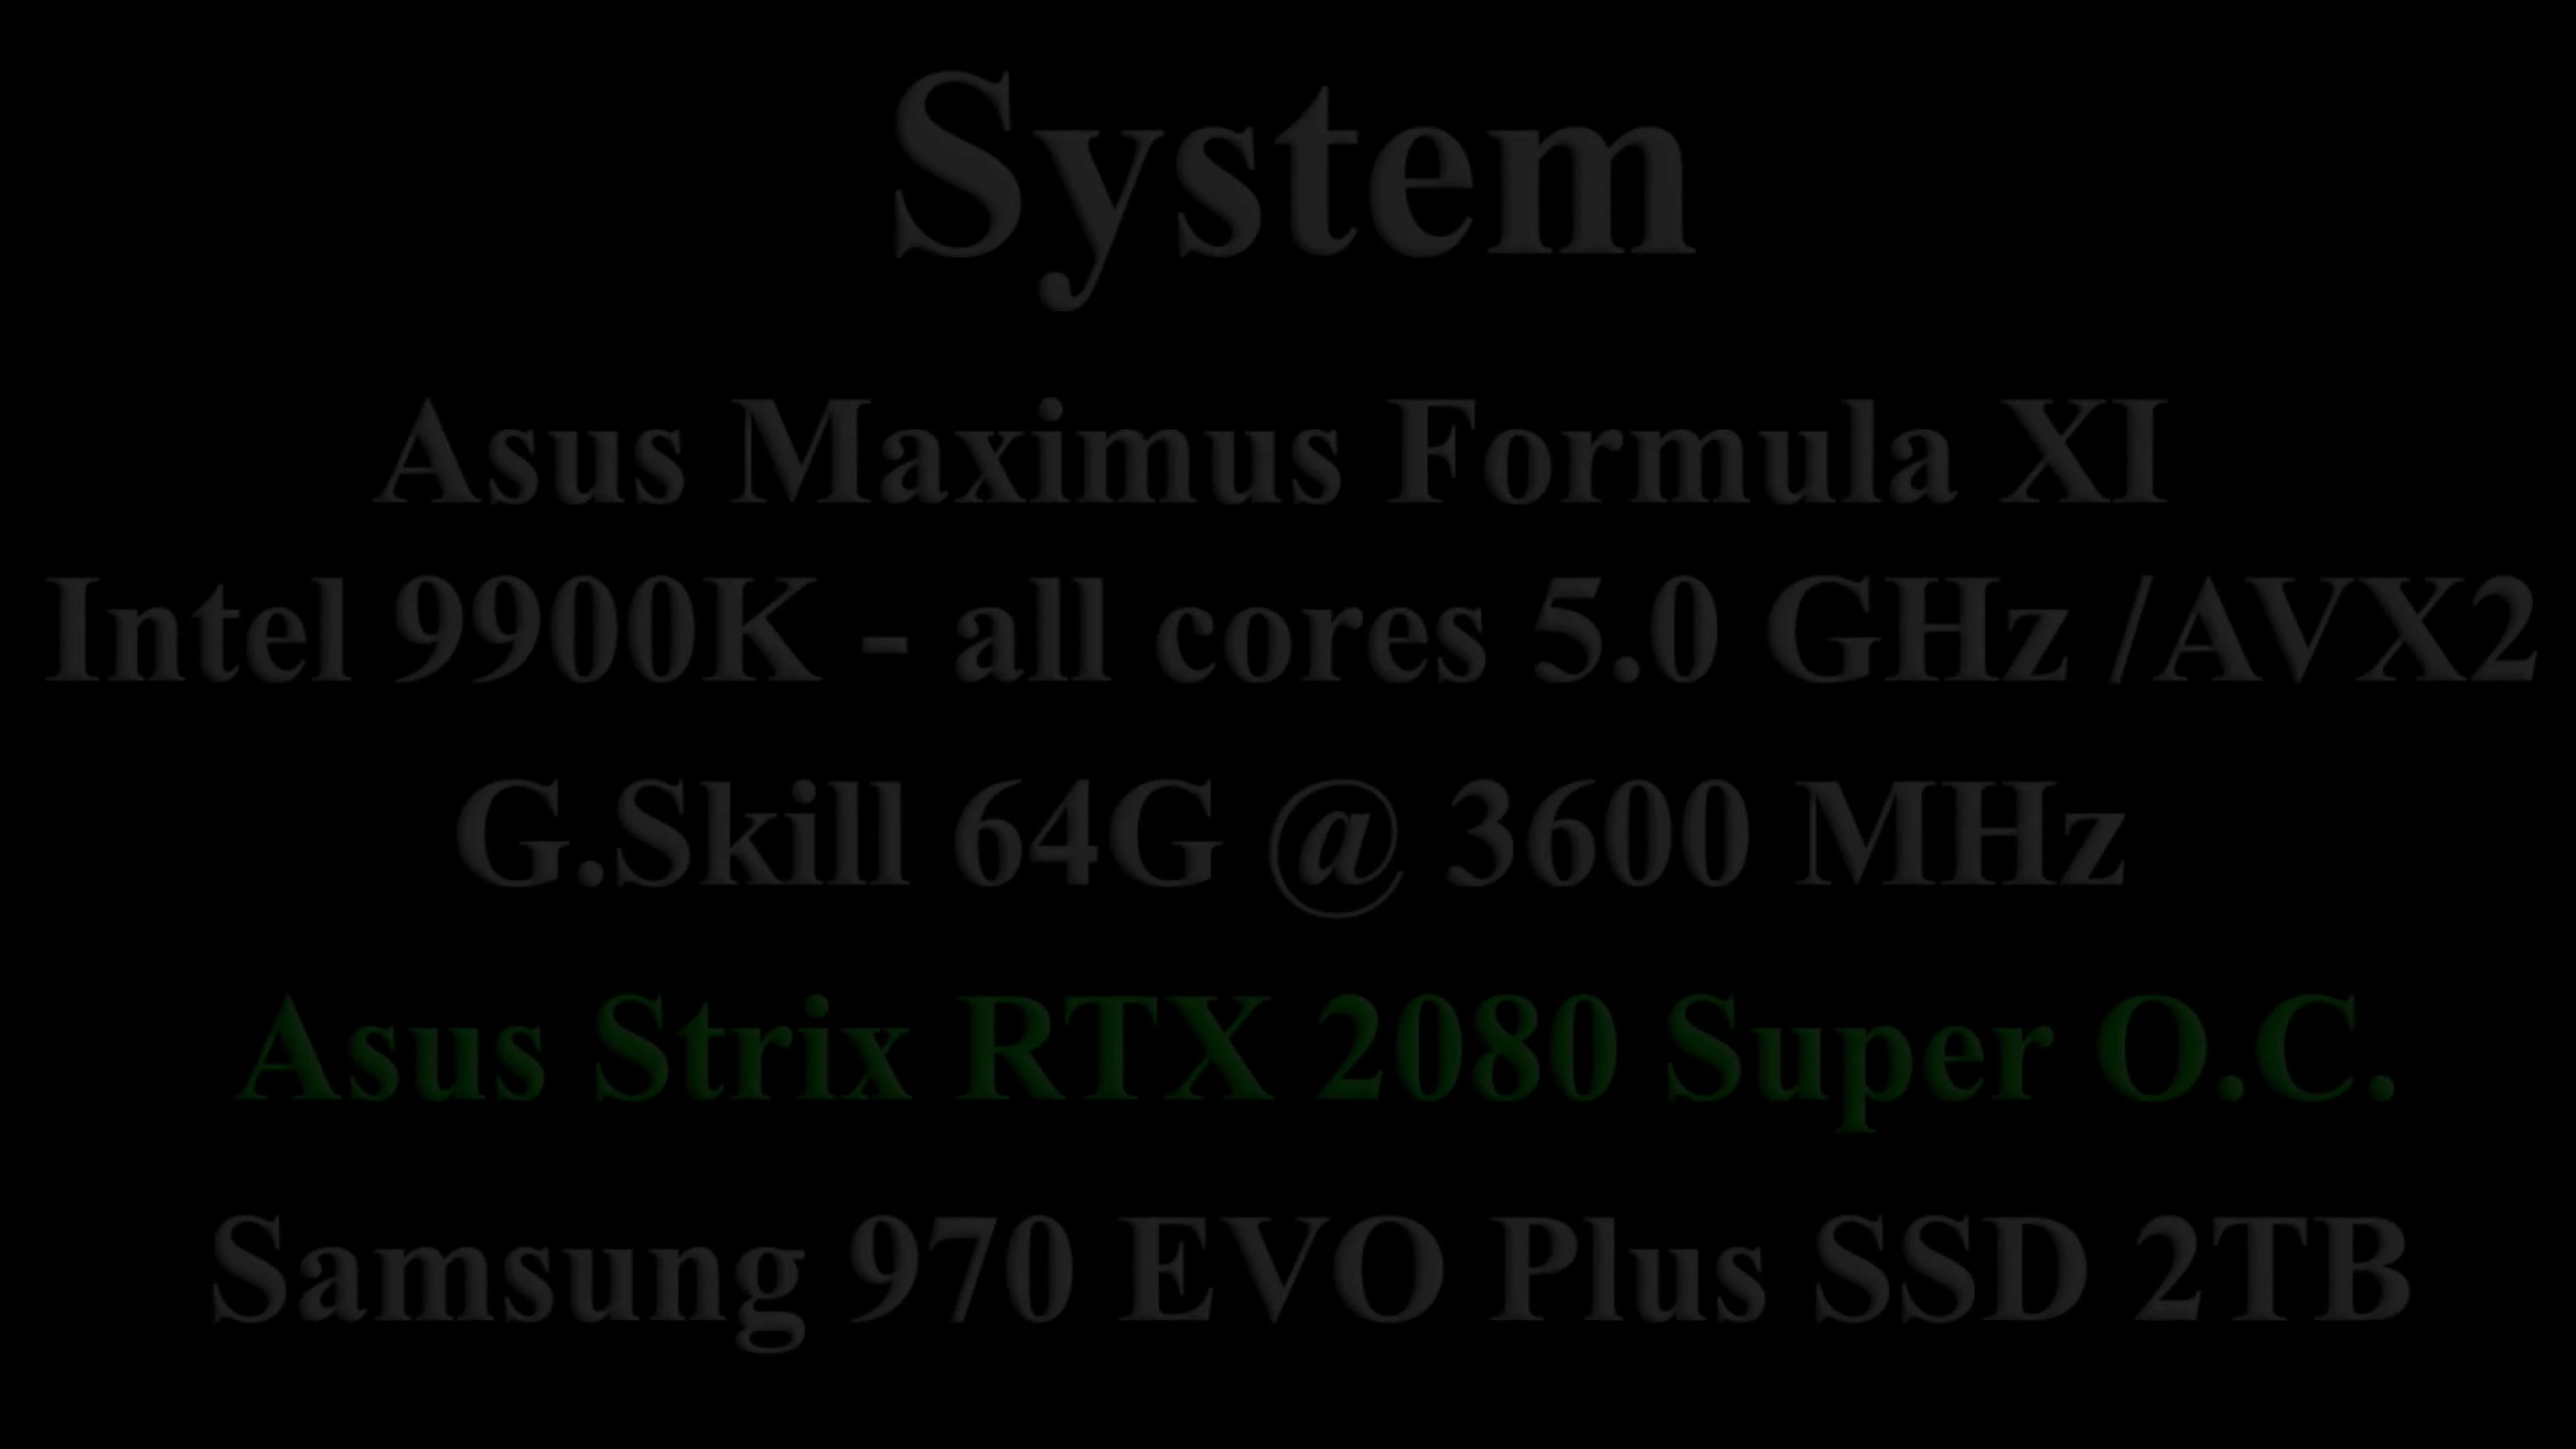 System
Asus Maximus Formula XI
Intel 9900K - all cores 5.0 GHz /AVX2
G.Skill 64G @ 3600 MHz
Asus Strix RTX 2080 Super O.C.
Samsung 970 EVO Plus SSD 2TB